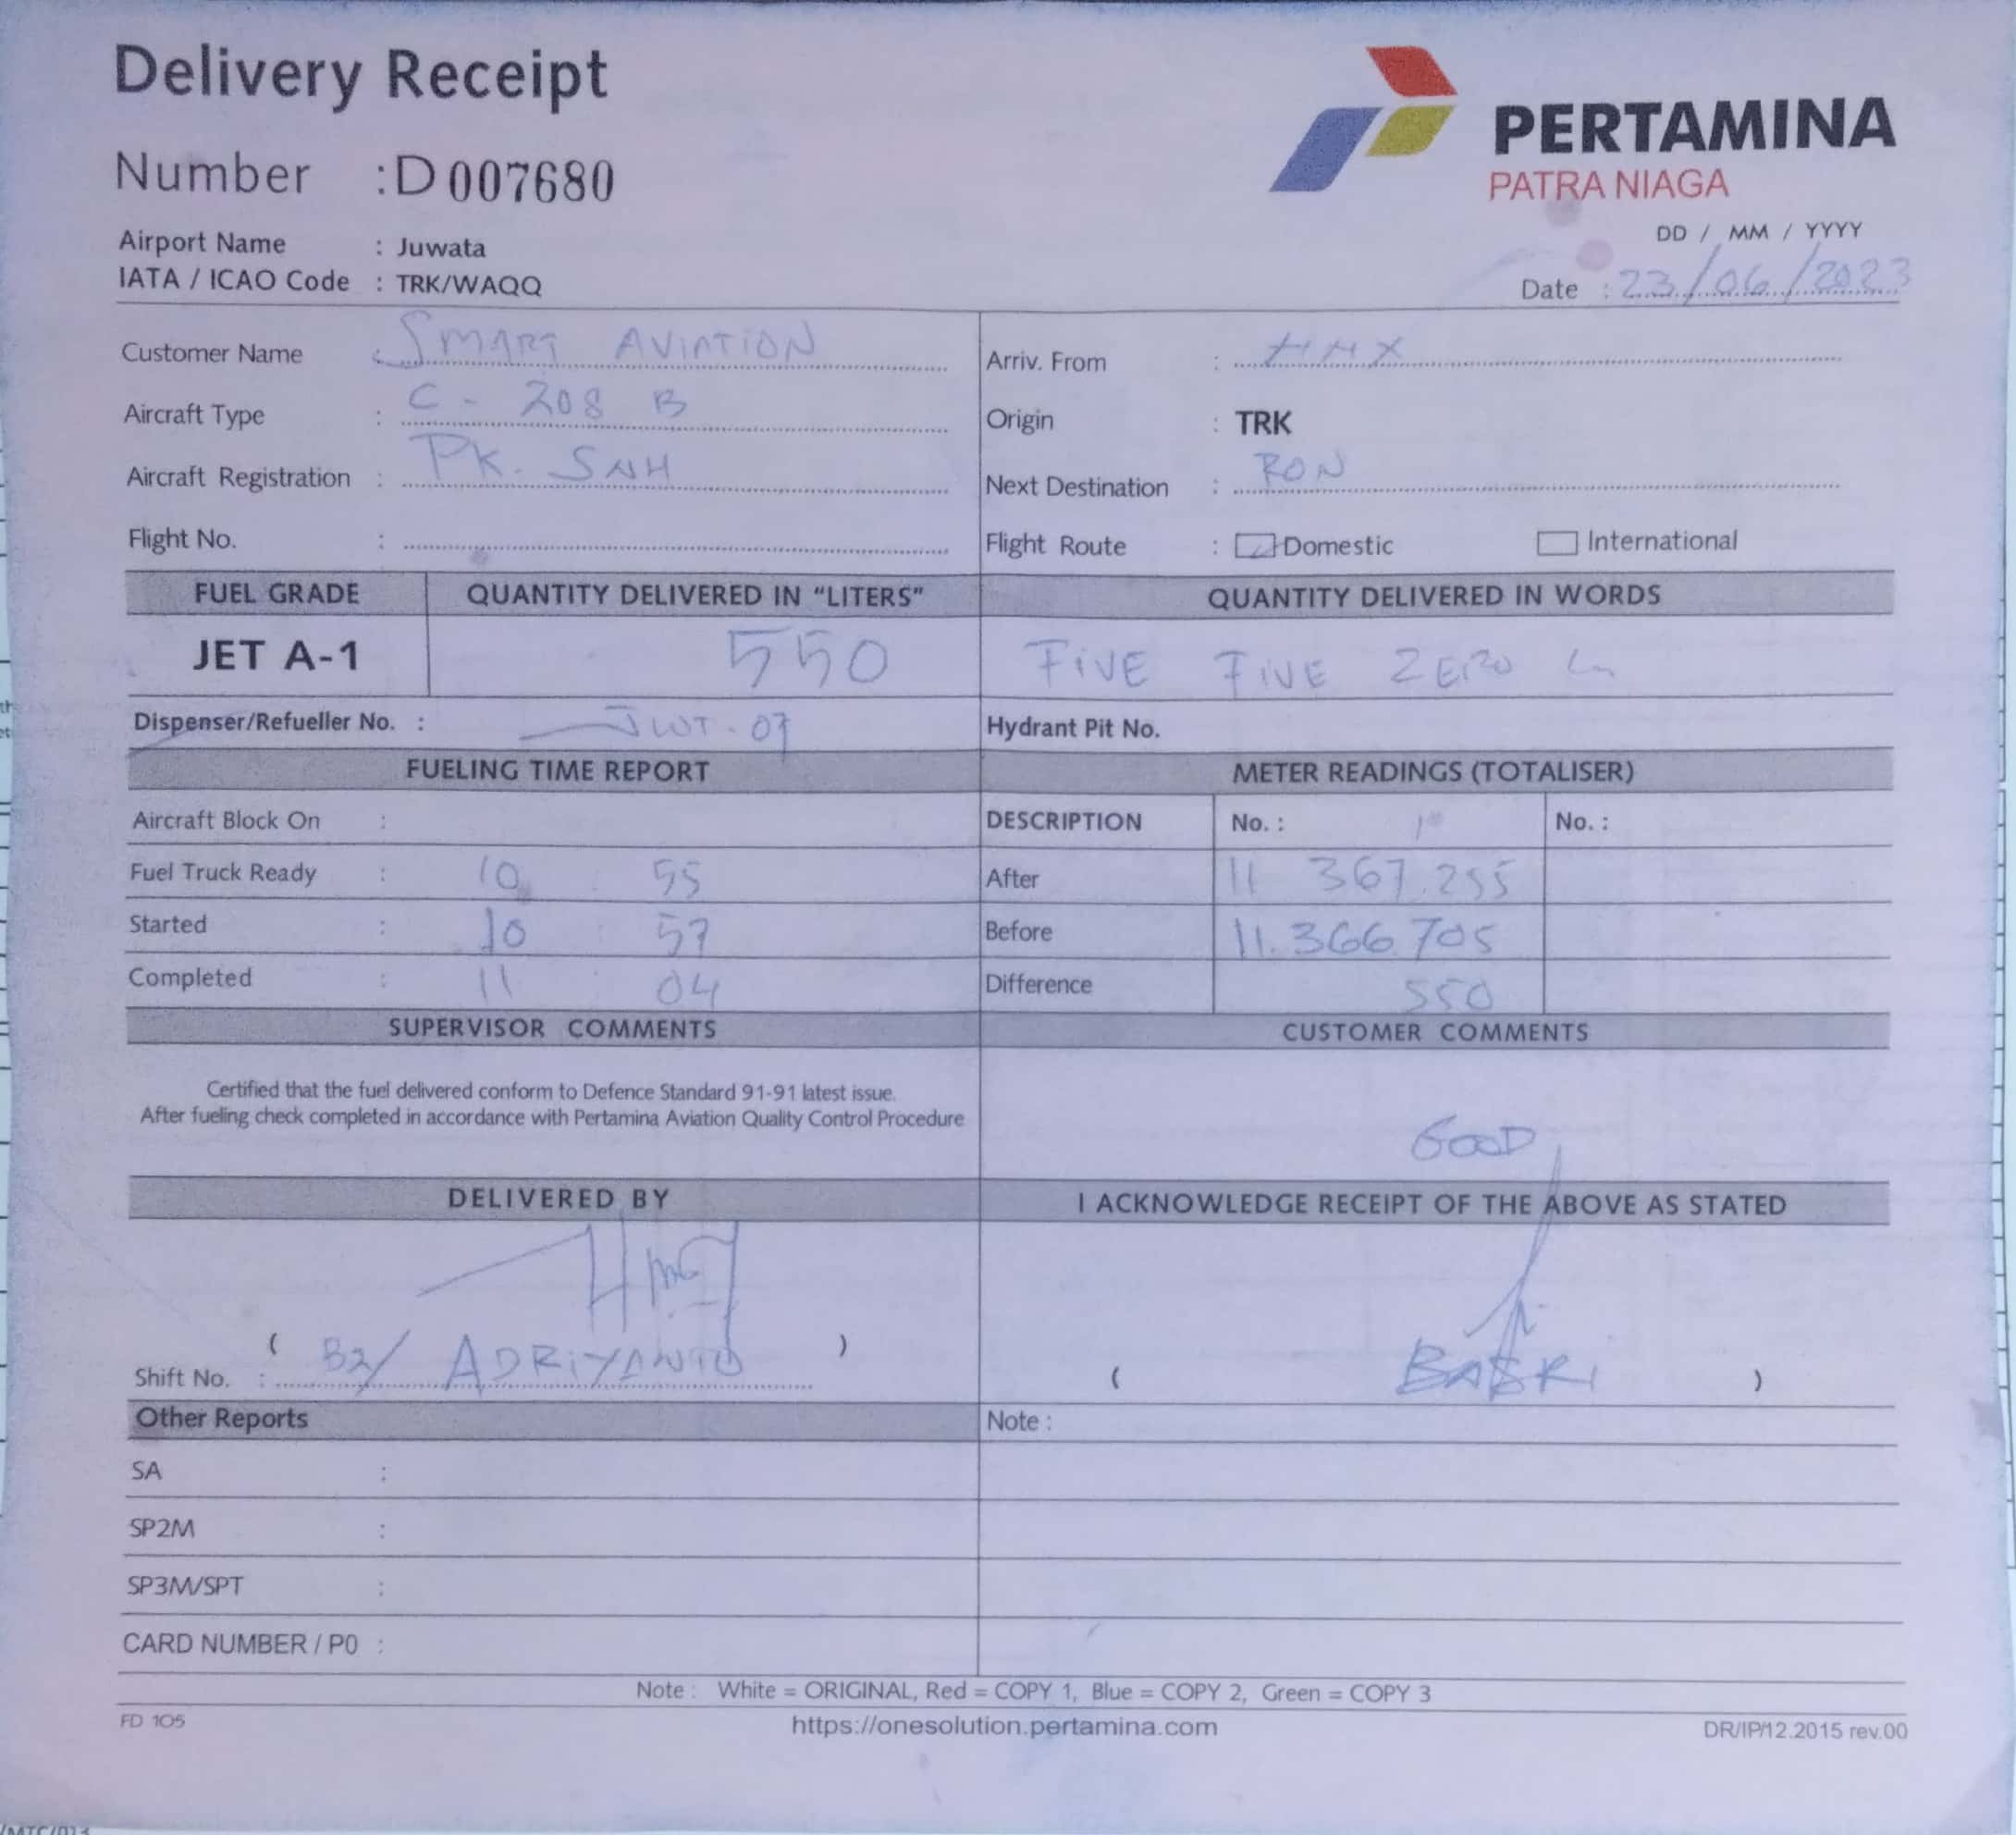 Delivery Receipt
PERTAMINA
PATRA NIAGA
Number : D 007680
Airport Name : Juwata
DD / MM / YYYY
IATA / ICAO Code : TRK/WAQQ
Date : 23/06/2023
Customer Name : SMART AVIATION
Arriv. From :
Aircraft Type : C - 208 B
Origin : TRK
Aircraft Registration : PK. SNH
Next Destination : RON
Flight No. :
Flight Route : Domestic International
FUEL GRADE QUANTITY DELIVERED IN "LITERS" QUANTITY DELIVERED IN WORDS
JET A-1 550 FIVE FIVE ZERO
Dispenser/Refueller No. : JWT. 07 Hydrant Pit No.
FUELING TIME REPORT METER READINGS (TOTALISER)
Aircraft Block On : DESCRIPTION No. : No. :
Fuel Truck Ready : 10 : 55 After 11 367.255
Started : 10 : 57 Before 11.366.705
Completed : 11 04 Difference 550
SUPERVISOR COMMENTS CUSTOMER COMMENTS
Certified that the fuel delivered conform to Defence Standard 91-91 latest issue.
After fueling check completed in accordance with Pertamina Aviation Quality Control Procedure
GOOD
DELIVERED BY I ACKNOWLEDGE RECEIPT OF THE ABOVE AS STATED
Shift No. : ( B2/ ADRIYANTO )
( BASRI )
Other Reports Note :
SA :
SP2M :
SP3M/SPT :
CARD NUMBER / PO :
Note : White = ORIGINAL, Red = COPY 1, Blue = COPY 2, Green = COPY 3
FD 105 https://onesolution.pertamina.com DR/IP/12.2015 rev.00